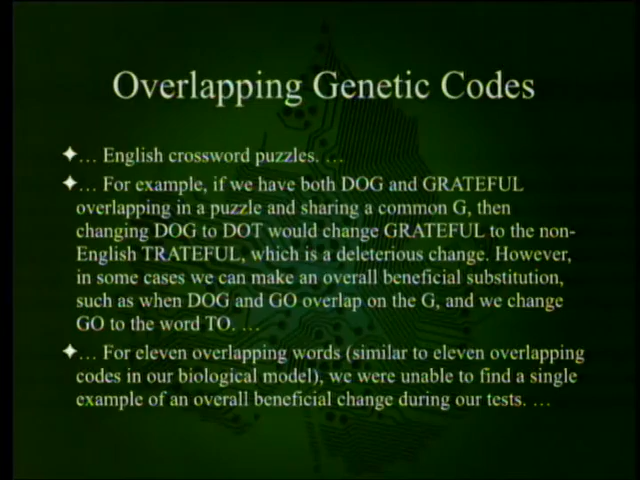 Overlapping Genetic Codes
… English crossword puzzles. …
… For example, if we have both DOG and GRATEFUL
overlapping in a puzzle and sharing a common G, then
changing DOG to DOT would change GRATEFUL to the non-
English TRATEFUL, which is a deleterious change. However,
in some cases we can make an overall beneficial substitution,
such as when DOG and GO overlap on the G, and we change
GO to the word TO. …
… For eleven overlapping words (similar to eleven overlapping
codes in our biological model), we were unable to find a single
example of an overall beneficial change during our tests. …